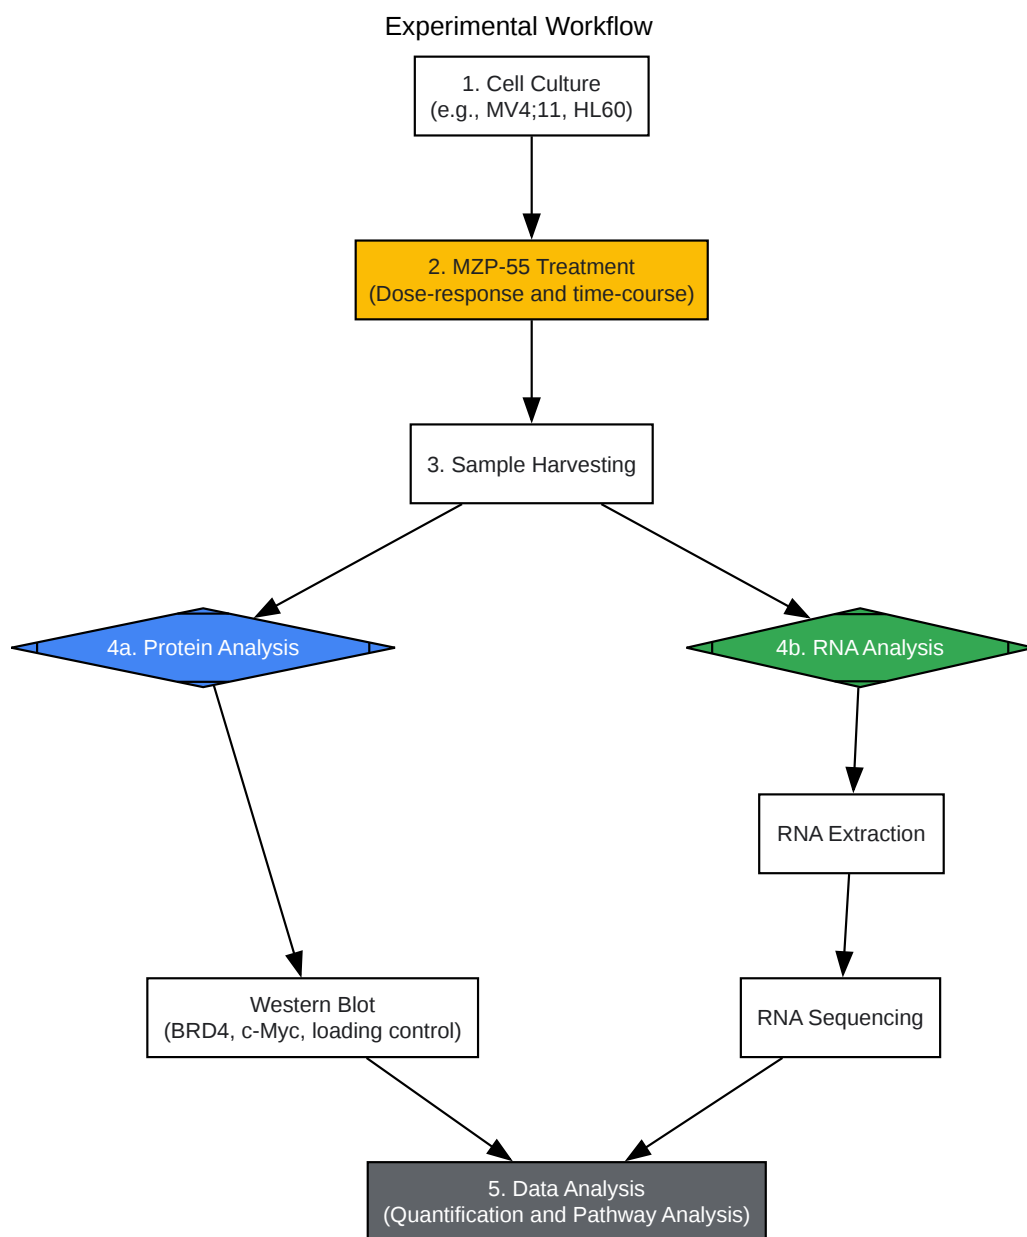 Experimental Workflow
1. Cell Culture
(e.g., MV4;11, HL60)
2. MZP-55 Treatment
(Dose-response and time-course)
3. Sample Harvesting
4a. Protein Analysis
4b. RNA Analysis
RNA Extraction
Western Blot
(BRD4, c-Myc, loading control)
RNA Sequencing
5. Data Analysis
(Quantification and Pathway Analysis)